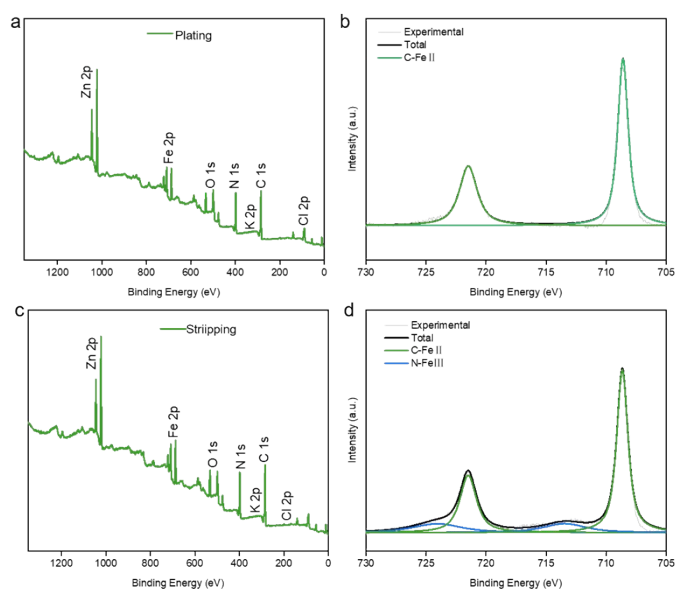 a
Plating
Zn 2p
Fe 2p
O 1s
N 1s
K 2p
C 1s
Cl 2p
1200 1000 800 600 400 200 0
Binding Energy (eV)
b
Experimental
Total
C-Fe II
Intensity (a.u.)
730 725 720 715 710 705
Binding Energy (eV)
c
Striipping
Zn 2p
Fe 2p
O 1s
N 1s
K 2p
C 1s
Cl 2p
1200 1000 800 600 400 200 0
Binding Energy (eV)
d
Experimental
Total
C-Fe II
N-FeIII
Intensity (a.u.)
730 725 720 715 710 705
Binding Energy (eV)